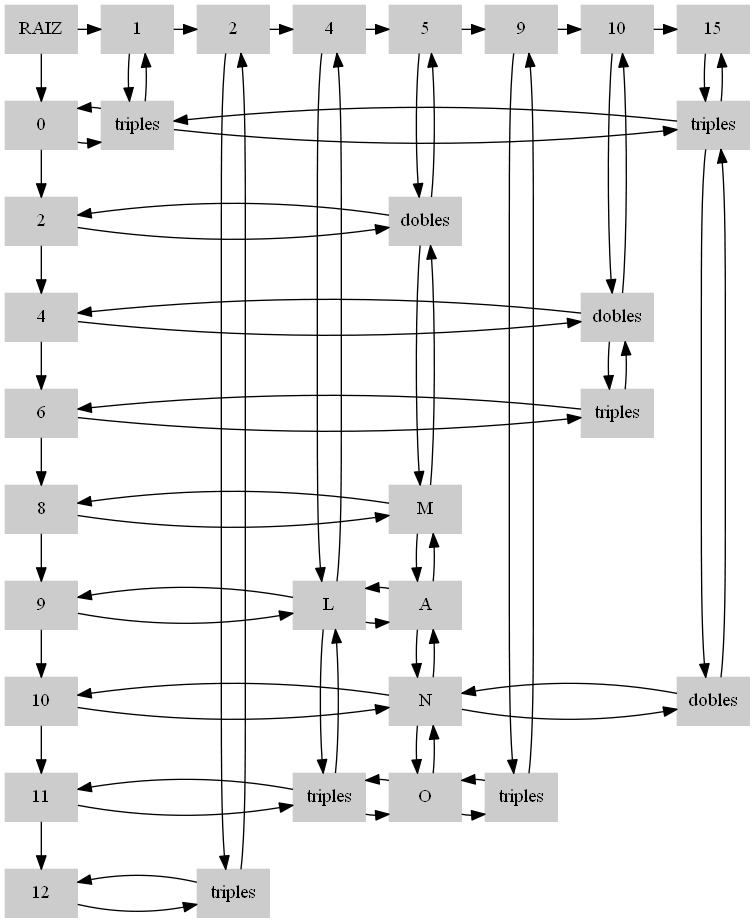 RAIZ 1 2 4 5 9 10 15
0 triples triples
2 dobles
4 dobles
6 triples
8 M
9 L A
10 N dobles
11 triples O triples
12 triples